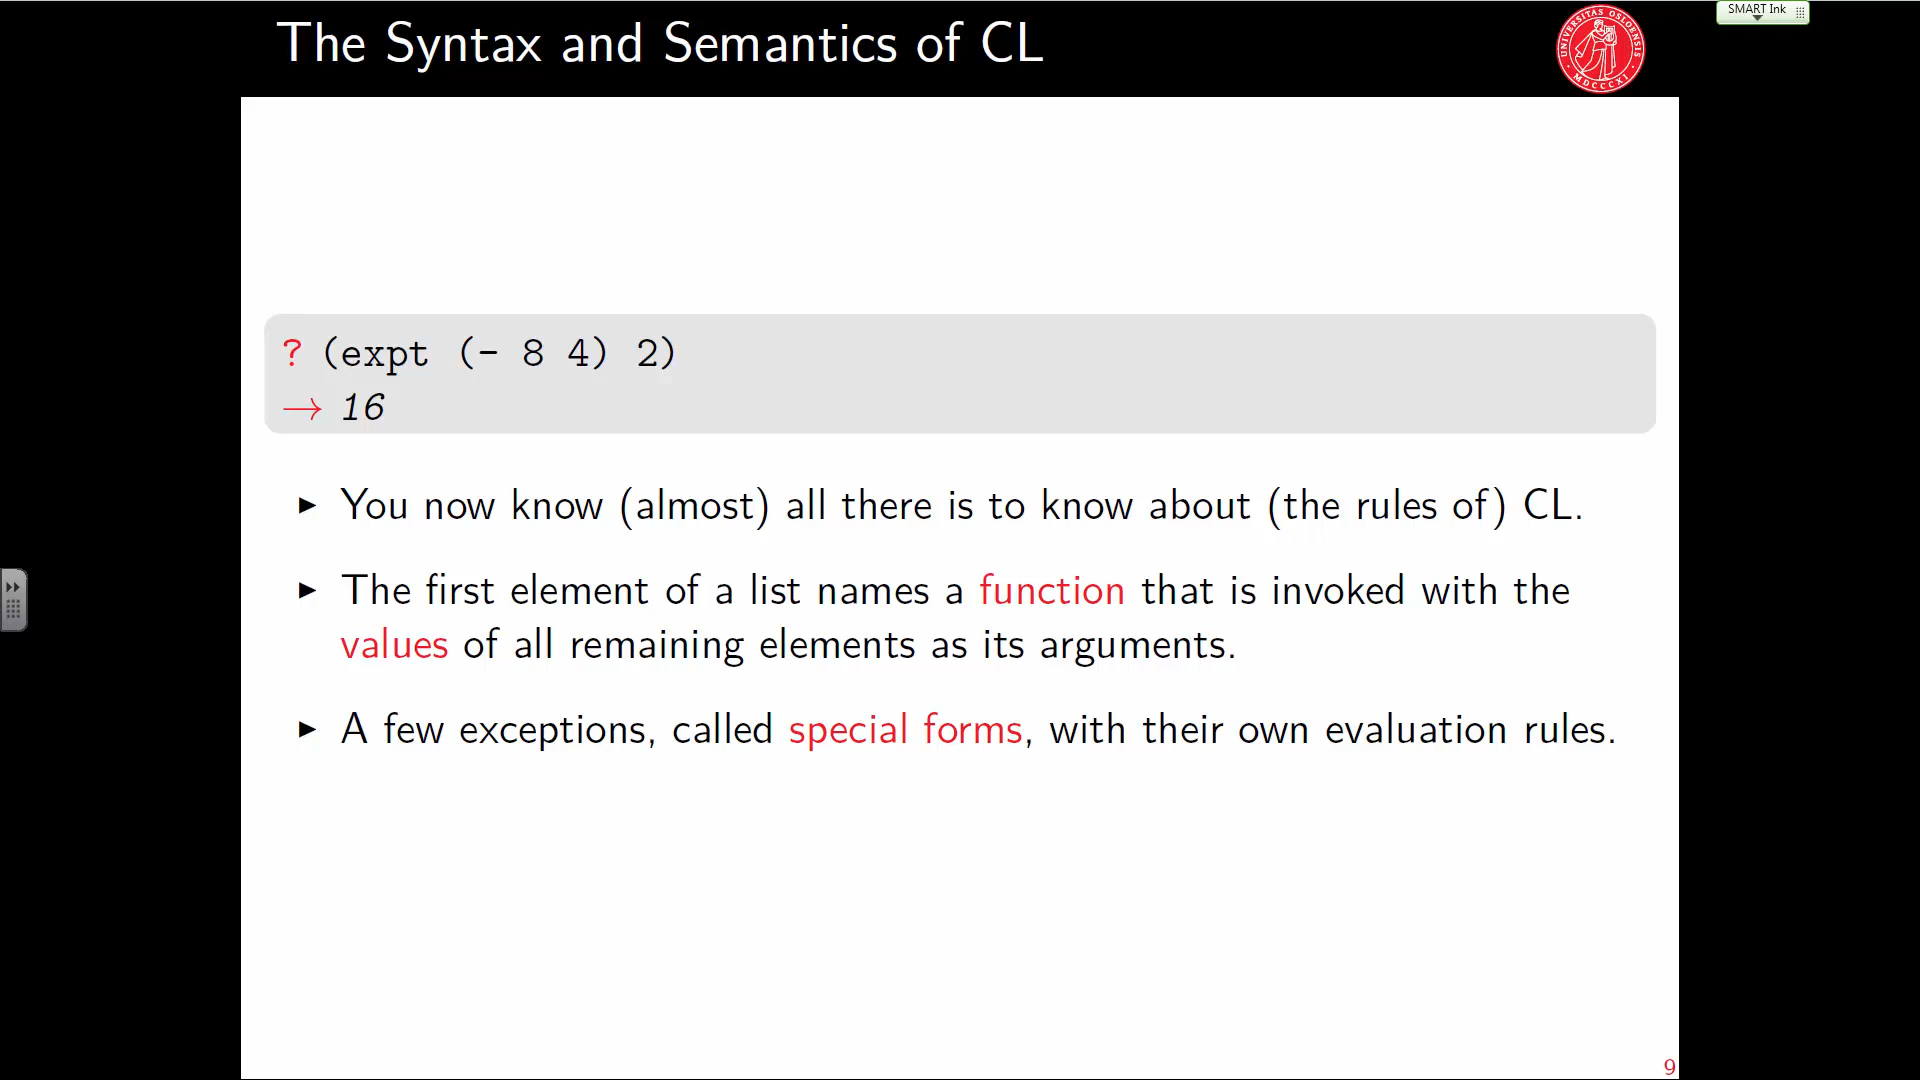 The Syntax and Semantics of CL
UNIVERSITAS OSLOENSIS
MDCCCXI
SMART Ink
? (expt (- 8 4) 2)
→ 16
► You now know (almost) all there is to know about (the rules of) CL.
► The first element of a list names a function that is invoked with the
values of all remaining elements as its arguments.
► A few exceptions, called special forms, with their own evaluation rules.
9